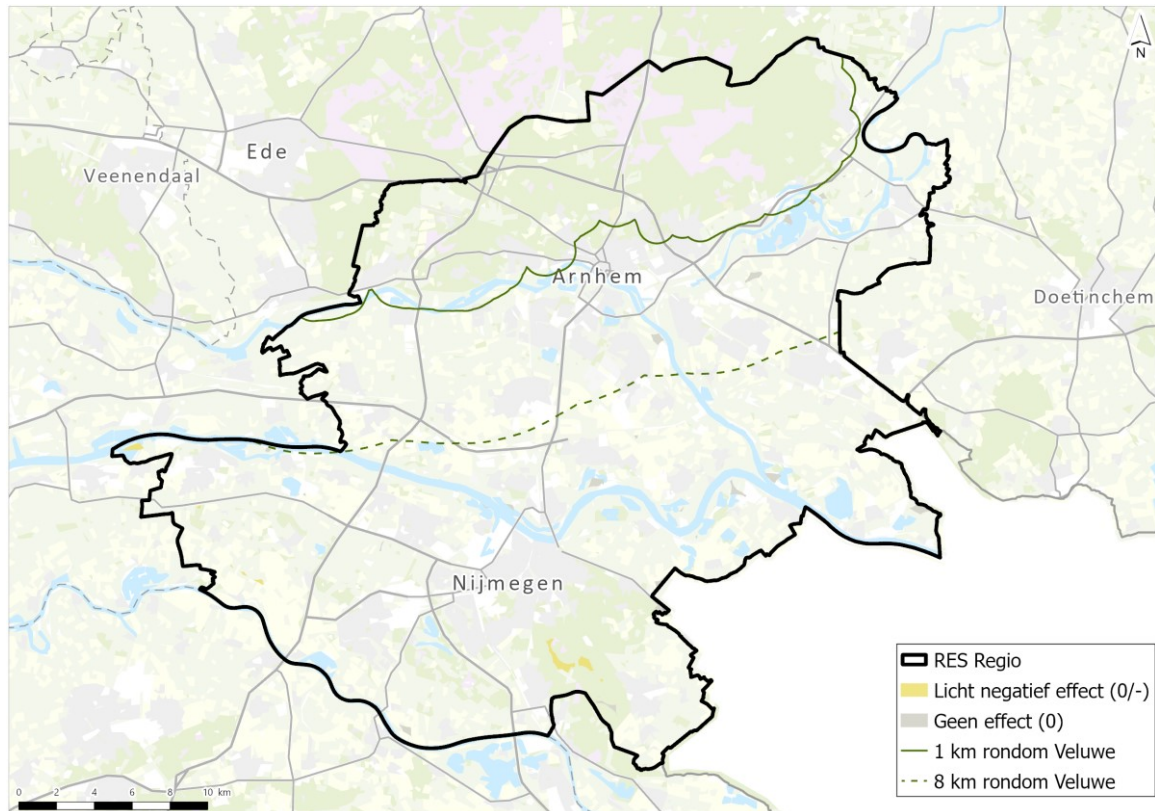 N
Ede
Veenendaal
Arnhem
Doetinchem
Nijmegen
RES Regio
Licht negatief effect (0/-)
Geen effect (0)
1 km rondom Veluwe
8 km rondom Veluwe
0 2 4 6 8 10 km